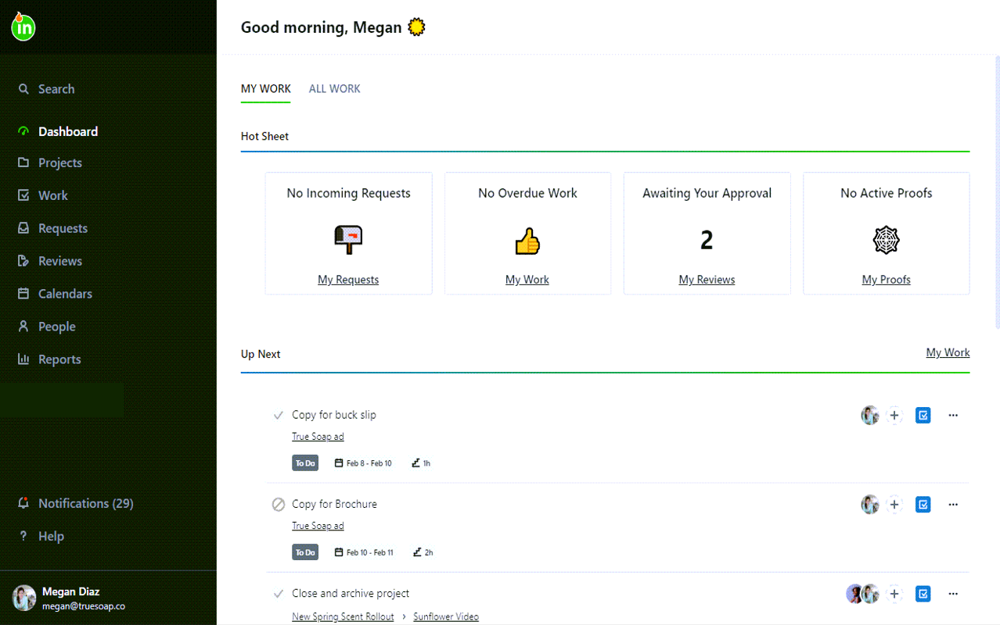 in
Search
Dashboard
Projects
Work
Requests
Reviews
Calendars
People
Reports
Notifications (29)
Help
Megan Diaz
megan@truesoap.co
Good morning, Megan
MY WORK ALL WORK
Hot Sheet
No Incoming Requests
My Requests
No Overdue Work
My Work
Awaiting Your Approval
2
My Reviews
No Active Proofs
My Proofs
Up Next My Work
Copy for buck slip
True Soap ad
To Do Feb 8 - Feb 10 1h
Copy for Brochure
True Soap ad
To Do Feb 10 - Feb 11 2h
Close and archive project
New Spring Scent Rollout > Sunflower Video